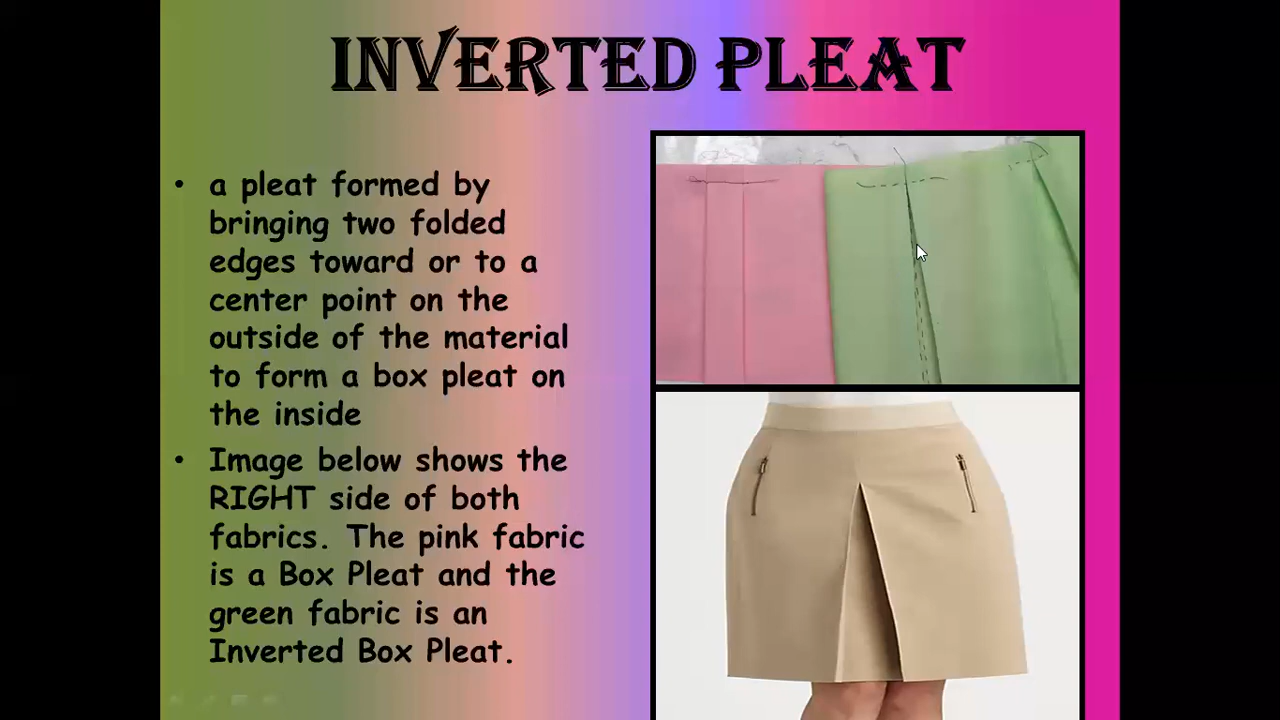 INVERTED PLEAT
• a pleat formed by
bringing two folded
edges toward or to a
center point on the
outside of the material
to form a box pleat on
the inside
• Image below shows the
RIGHT side of both
fabrics. The pink fabric
is a Box Pleat and the
green fabric is an
Inverted Box Pleat.